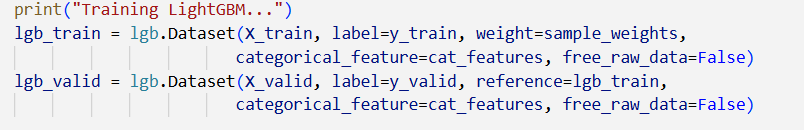 print("Training LightGBM...")
lgb_train = lgb.Dataset(X_train, label=y_train, weight=sample_weights,
categorical_feature=cat_features, free_raw_data=False)
lgb_valid = lgb.Dataset(X_valid, label=y_valid, reference=lgb_train,
categorical_feature=cat_features, free_raw_data=False)